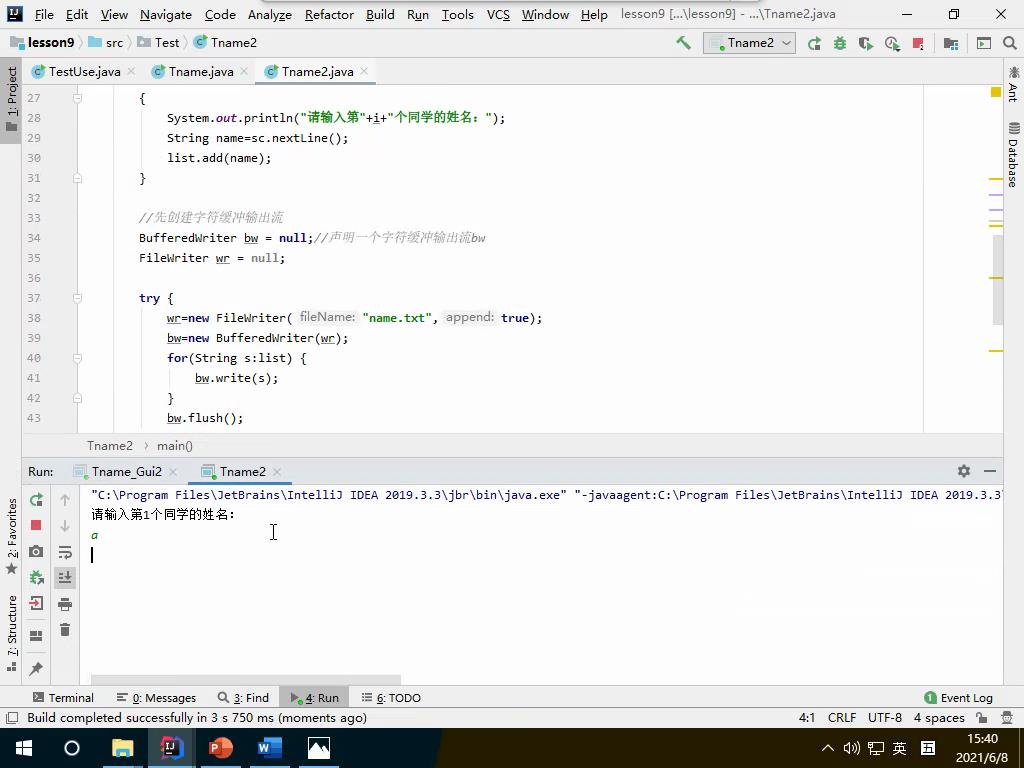 File Edit View Navigate Code Analyze Refactor Build Run Tools VCS Window Help lesson9 [...\lesson9] - ...\Tname2.java
lesson9 src Test Tname2 Tname2
TestUse.java Tname.java Tname2.java
1: Project
Ant
Database
27 {
28 System.out.println("请输入第"+i+"个同学的姓名：");
29 String name=sc.nextLine();
30 list.add(name);
31 }
32
33 //先创建字符缓冲输出流
34 BufferedWriter bw = null;//声明一个字符缓冲输出流bw
35 FileWriter wr = null;
36
37 try {
38 wr=new FileWriter( fileName: "name.txt", append: true);
39 bw=new BufferedWriter(wr);
40 for(String s:list) {
41 bw.write(s);
42 }
43 bw.flush();
Tname2 › main()
Run: Tname_Gui2 Tname2
"C:\Program Files\JetBrains\IntelliJ IDEA 2019.3.3\jbr\bin\java.exe" "-javaagent:C:\Program Files\JetBrains\IntelliJ IDEA 2019.3.3
请输入第1个同学的姓名：
a
2: Favorites
7: Structure
Terminal 0: Messages 3: Find 4: Run 6: TODO 1 Event Log
Build completed successfully in 3 s 750 ms (moments ago) 4:1 CRLF UTF-8 4 spaces
英 五 15:40
2021/6/8